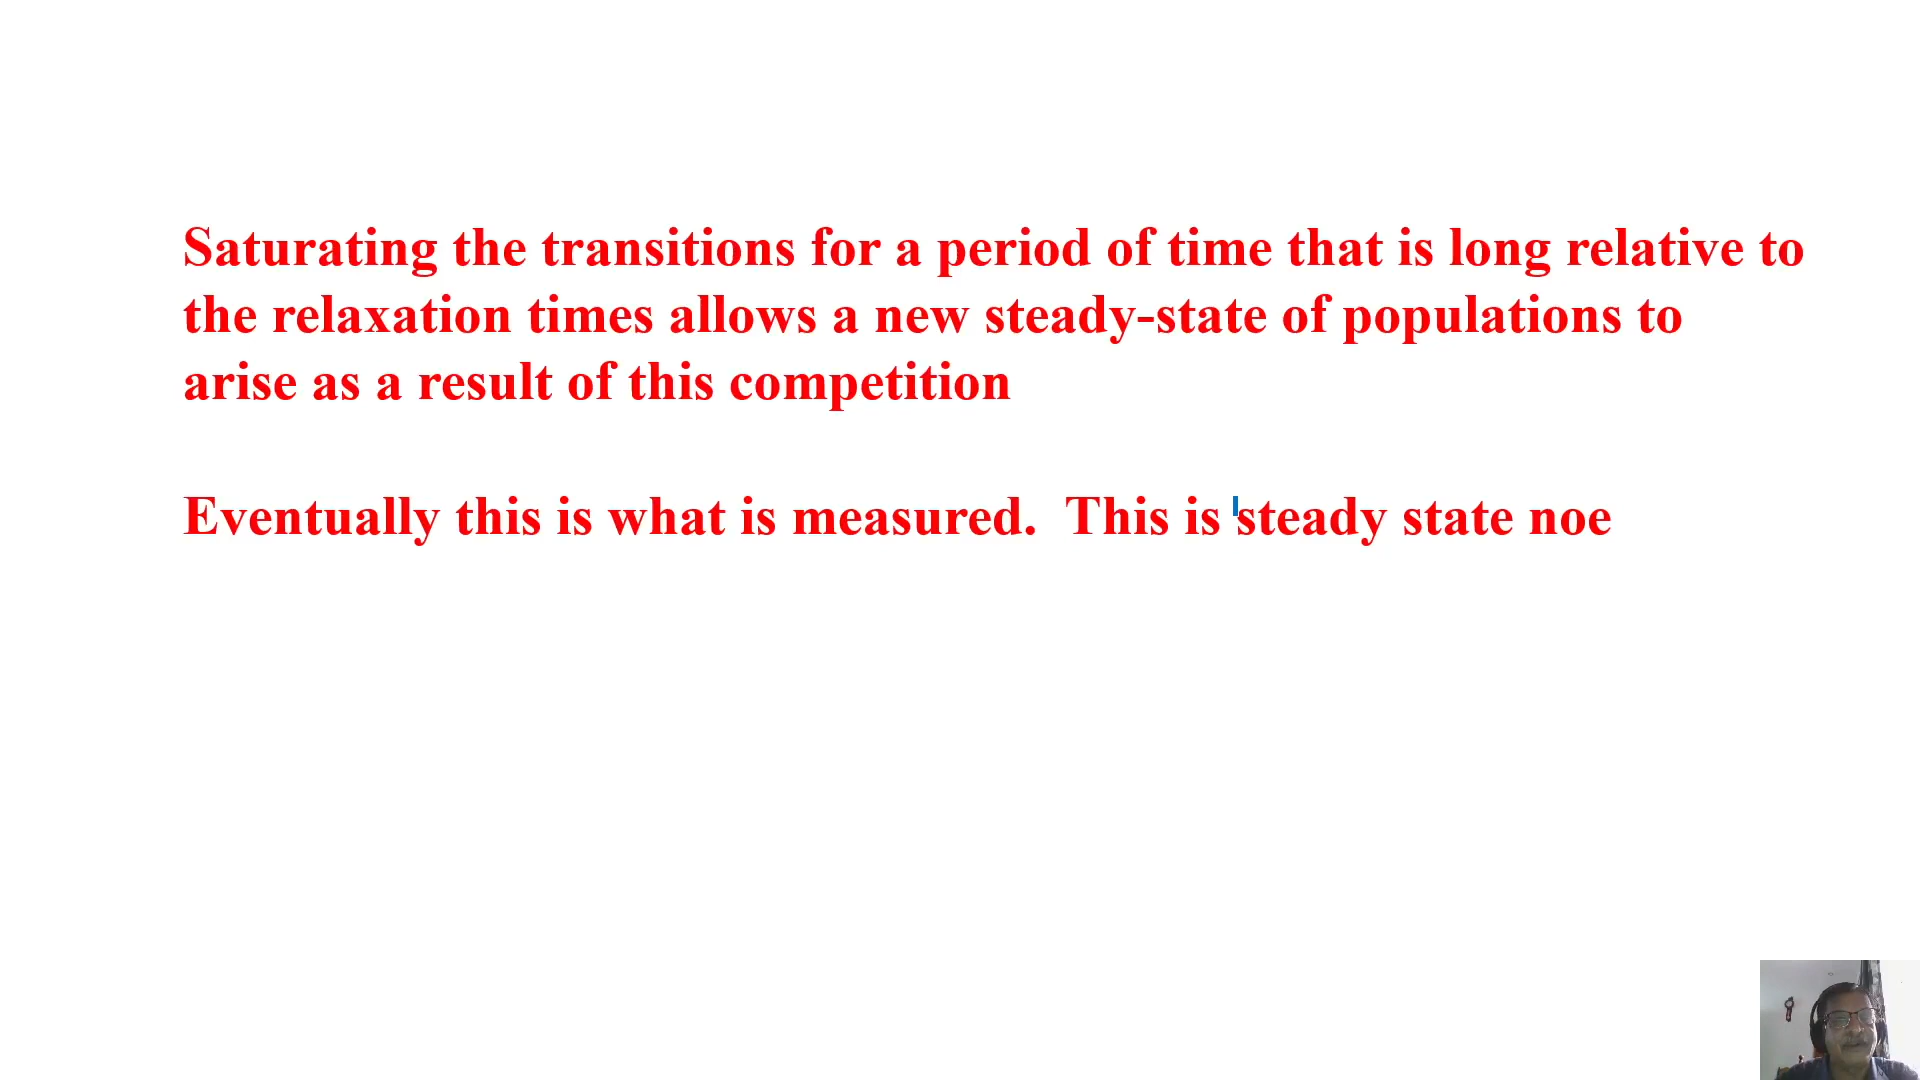 Saturating the transitions for a period of time that is long relative to
the relaxation times allows a new steady-state of populations to
arise as a result of this competition
Eventually this is what is measured.  This is steady state noe